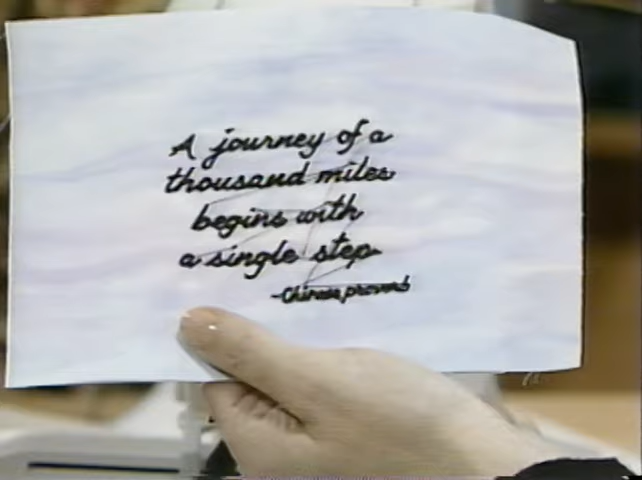 A journey of a
thousand miles
begins with
a single step
-Chinese proverb